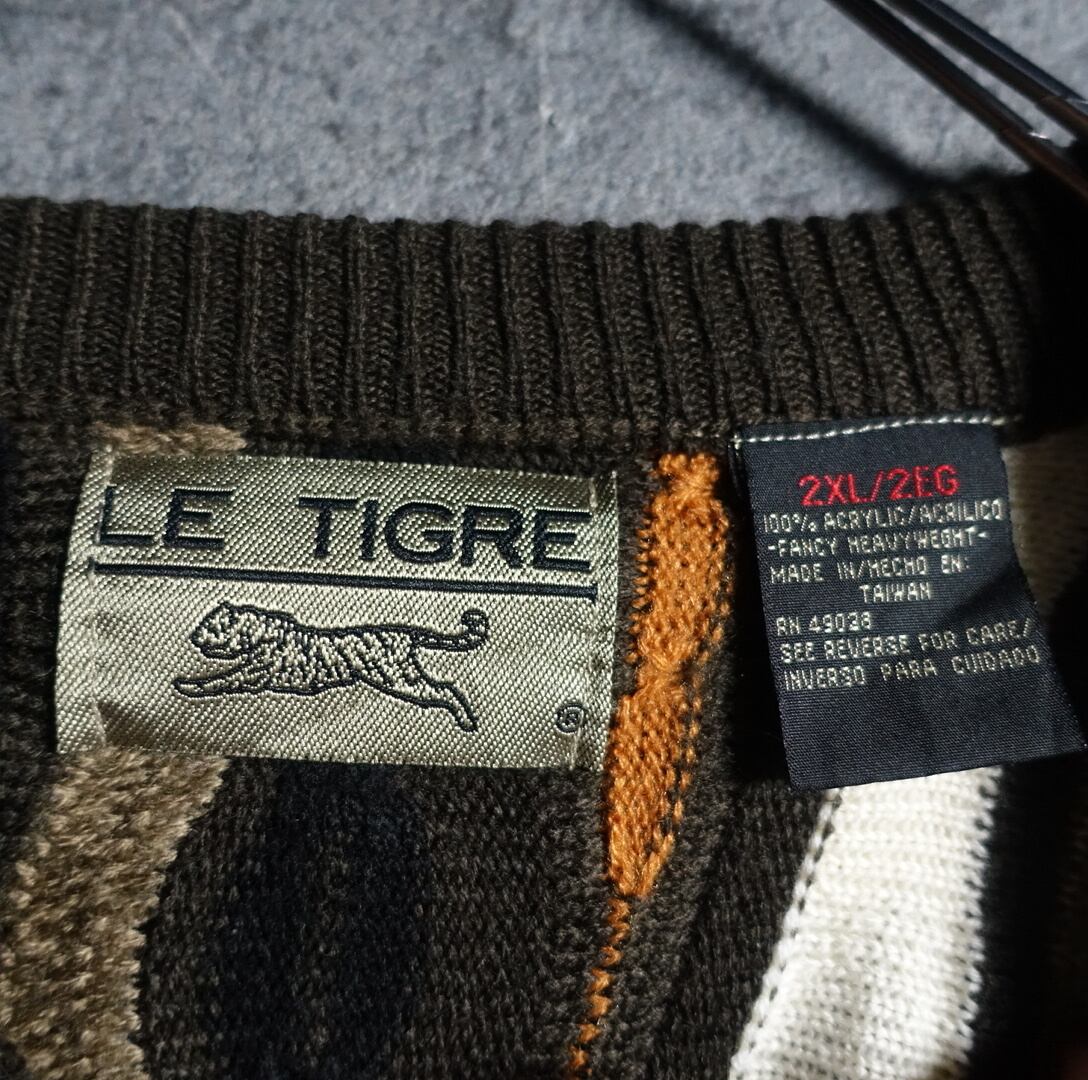 LE TIGRE
®
2XL/2EG
100% ACRYLIC/ACRILICO
-FANCY HEAVYWEGHT-
MADE IN/HECHO EN:
TAIWAN
RN 49038
SEE REVERSE FOR CARE/
INVERSO PARA CUIDADO